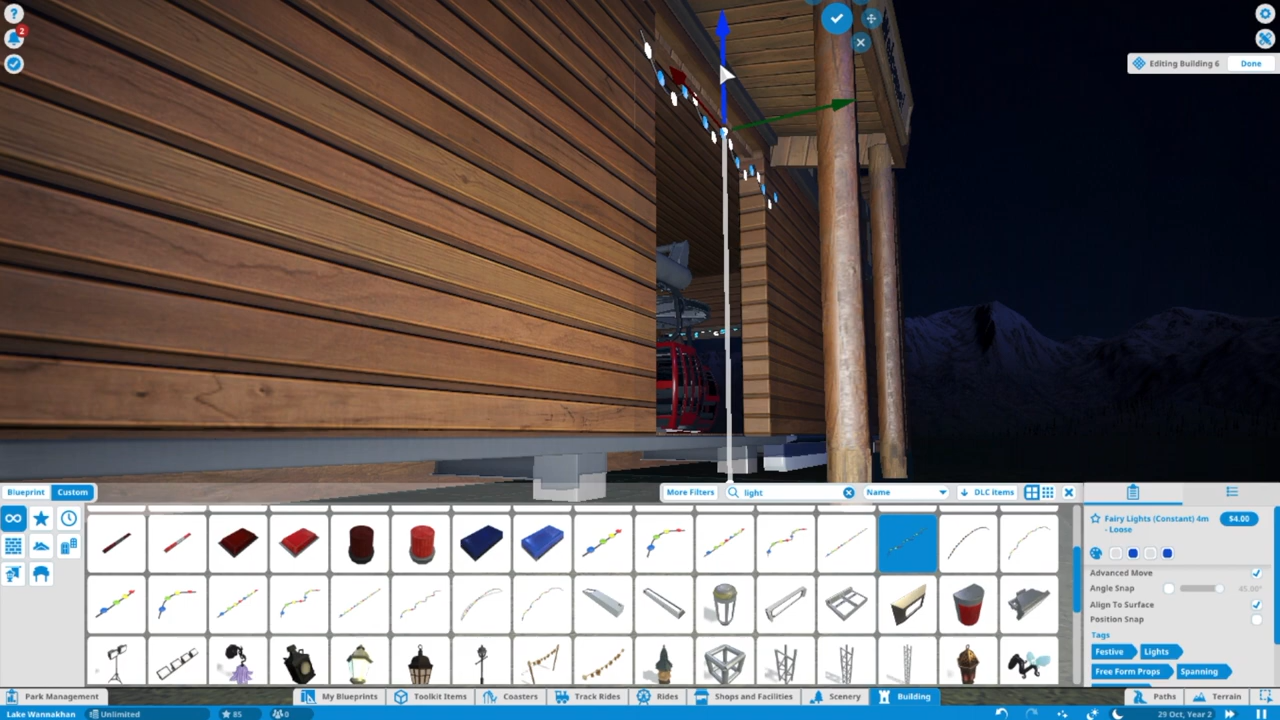 ?
2
Editing Building 6 Done
Blueprint Custom
More Filters light Name DLC Items
Fairy Lights (Constant) 4m
- Loose
$4.00
Advanced Move
Angle Snap 45.00°
Align To Surface
Position Snap
Tags
Festive Lights
Free Form Props Spanning
Park Management My Blueprints Toolkit Items Coasters Track Rides Rides Shops and Facilities Scenery Building Paths Terrain
Lake Wannakhan Unlimited 85 0 29 Oct, Year 2